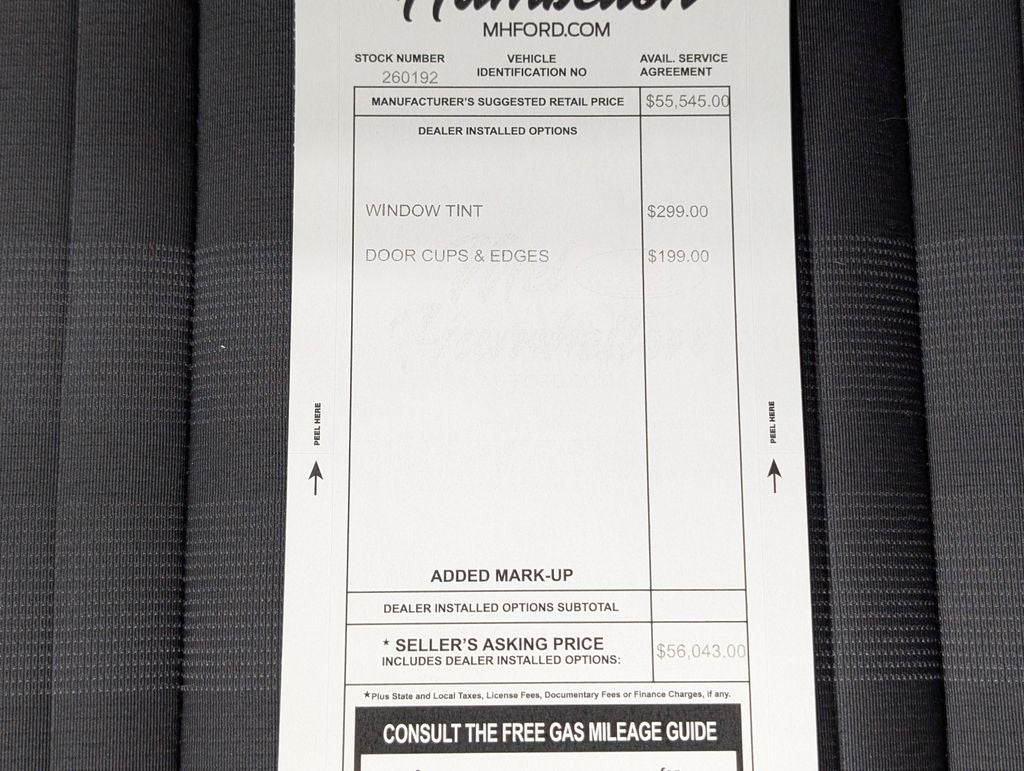 Hambelton
MHFORD.COM
STOCK NUMBER
260192
VEHICLE
IDENTIFICATION NO
AVAIL. SERVICE
AGREEMENT
MANUFACTURER'S SUGGESTED RETAIL PRICE $55,545.00
DEALER INSTALLED OPTIONS
WINDOW TINT $299.00
DOOR CUPS & EDGES $199.00
PEEL HERE
PEEL HERE
ADDED MARK-UP
DEALER INSTALLED OPTIONS SUBTOTAL
* SELLER'S ASKING PRICE
INCLUDES DEALER INSTALLED OPTIONS: $56,043.00
*Plus State and Local Taxes, License Fees, Documentary Fees or Finance Charges, if any.
CONSULT THE FREE GAS MILEAGE GUIDE